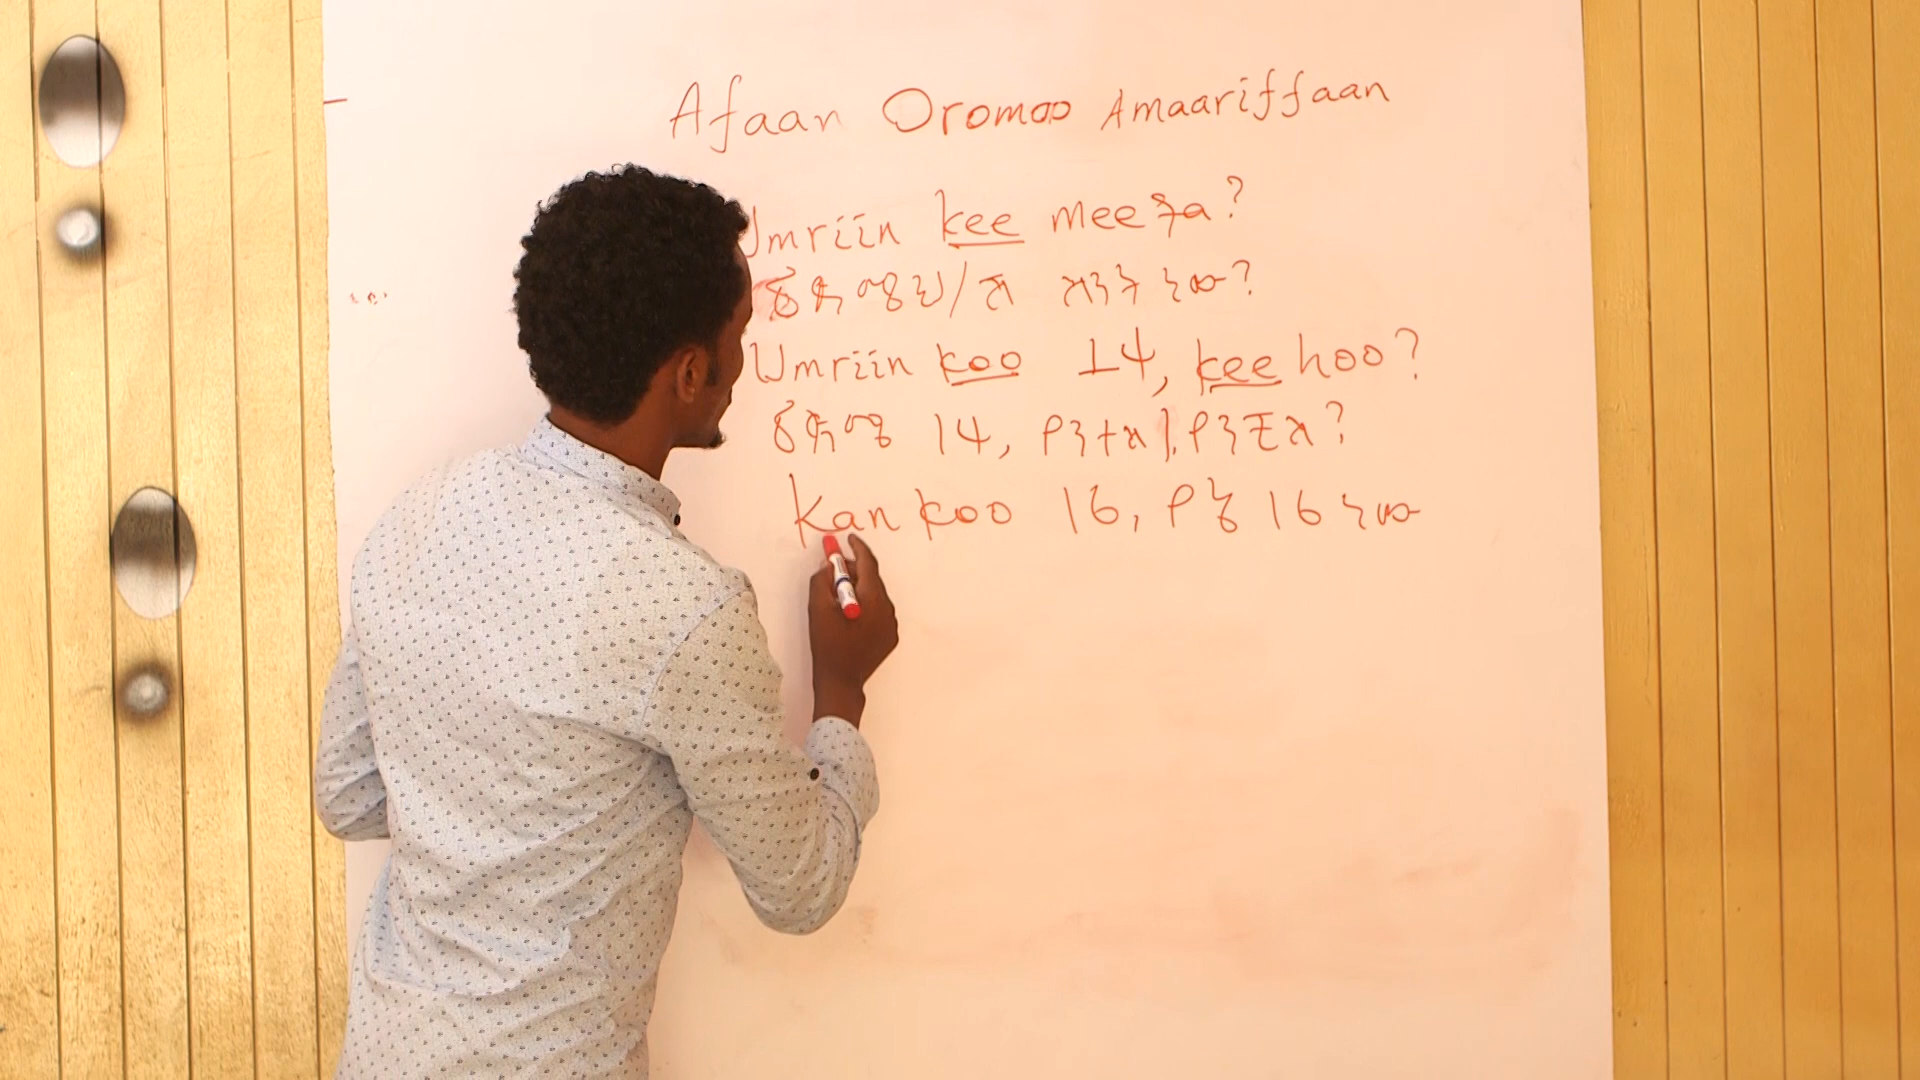 Afaan Oromoo Amaariffaan
Umriin kee meeqa?
ዕድሜህ/ሽ ስንት ነው?
Umriin koo 14, kee hoo?
ዕድሜ 14, የንተስ/የንቺስ?
Kan koo 16, የኔ 16 ነው